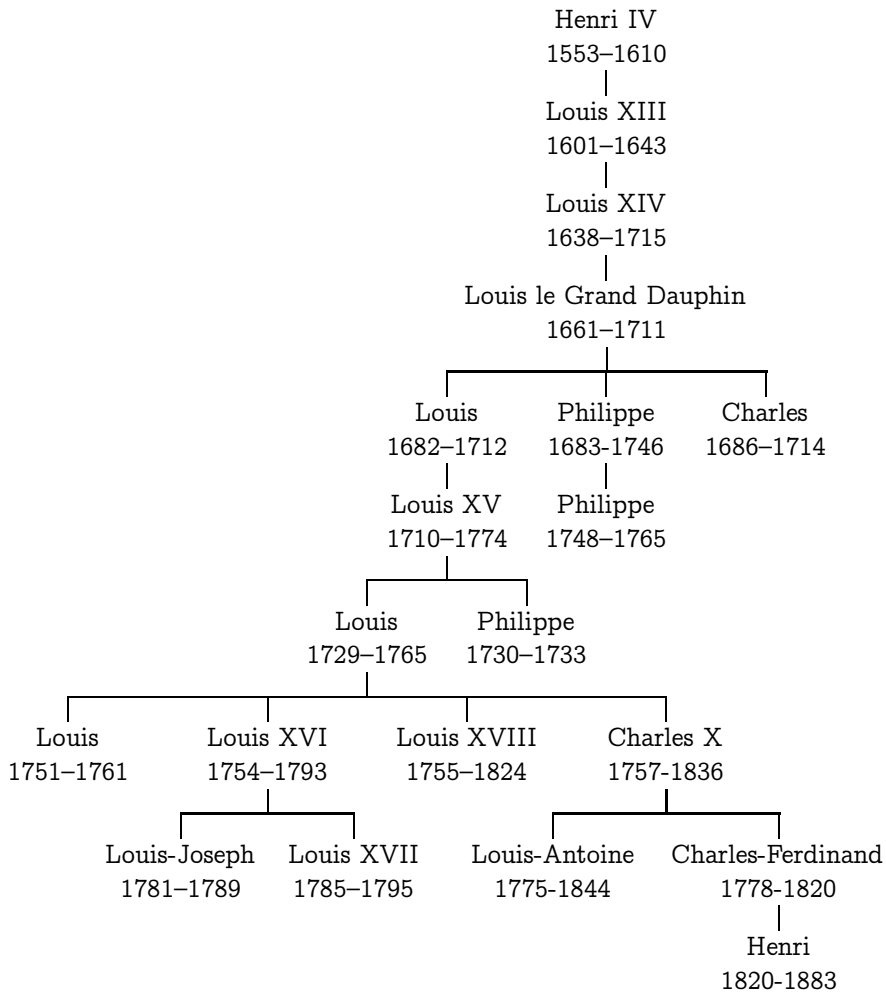 Henri IV
1553–1610
Louis XIII
1601–1643
Louis XIV
1638–1715
Louis le Grand Dauphin
1661–1711
Louis Philippe Charles
1682–1712 1683-1746 1686–1714
Louis XV Philippe
1710–1774 1748–1765
Louis Philippe
1729–1765 1730–1733
Louis Louis XVI Louis XVIII Charles X
1751–1761 1754–1793 1755–1824 1757-1836
Louis-Joseph Louis XVII Louis-Antoine Charles-Ferdinand
1781–1789 1785–1795 1775-1844 1778-1820
Henri
1820-1883